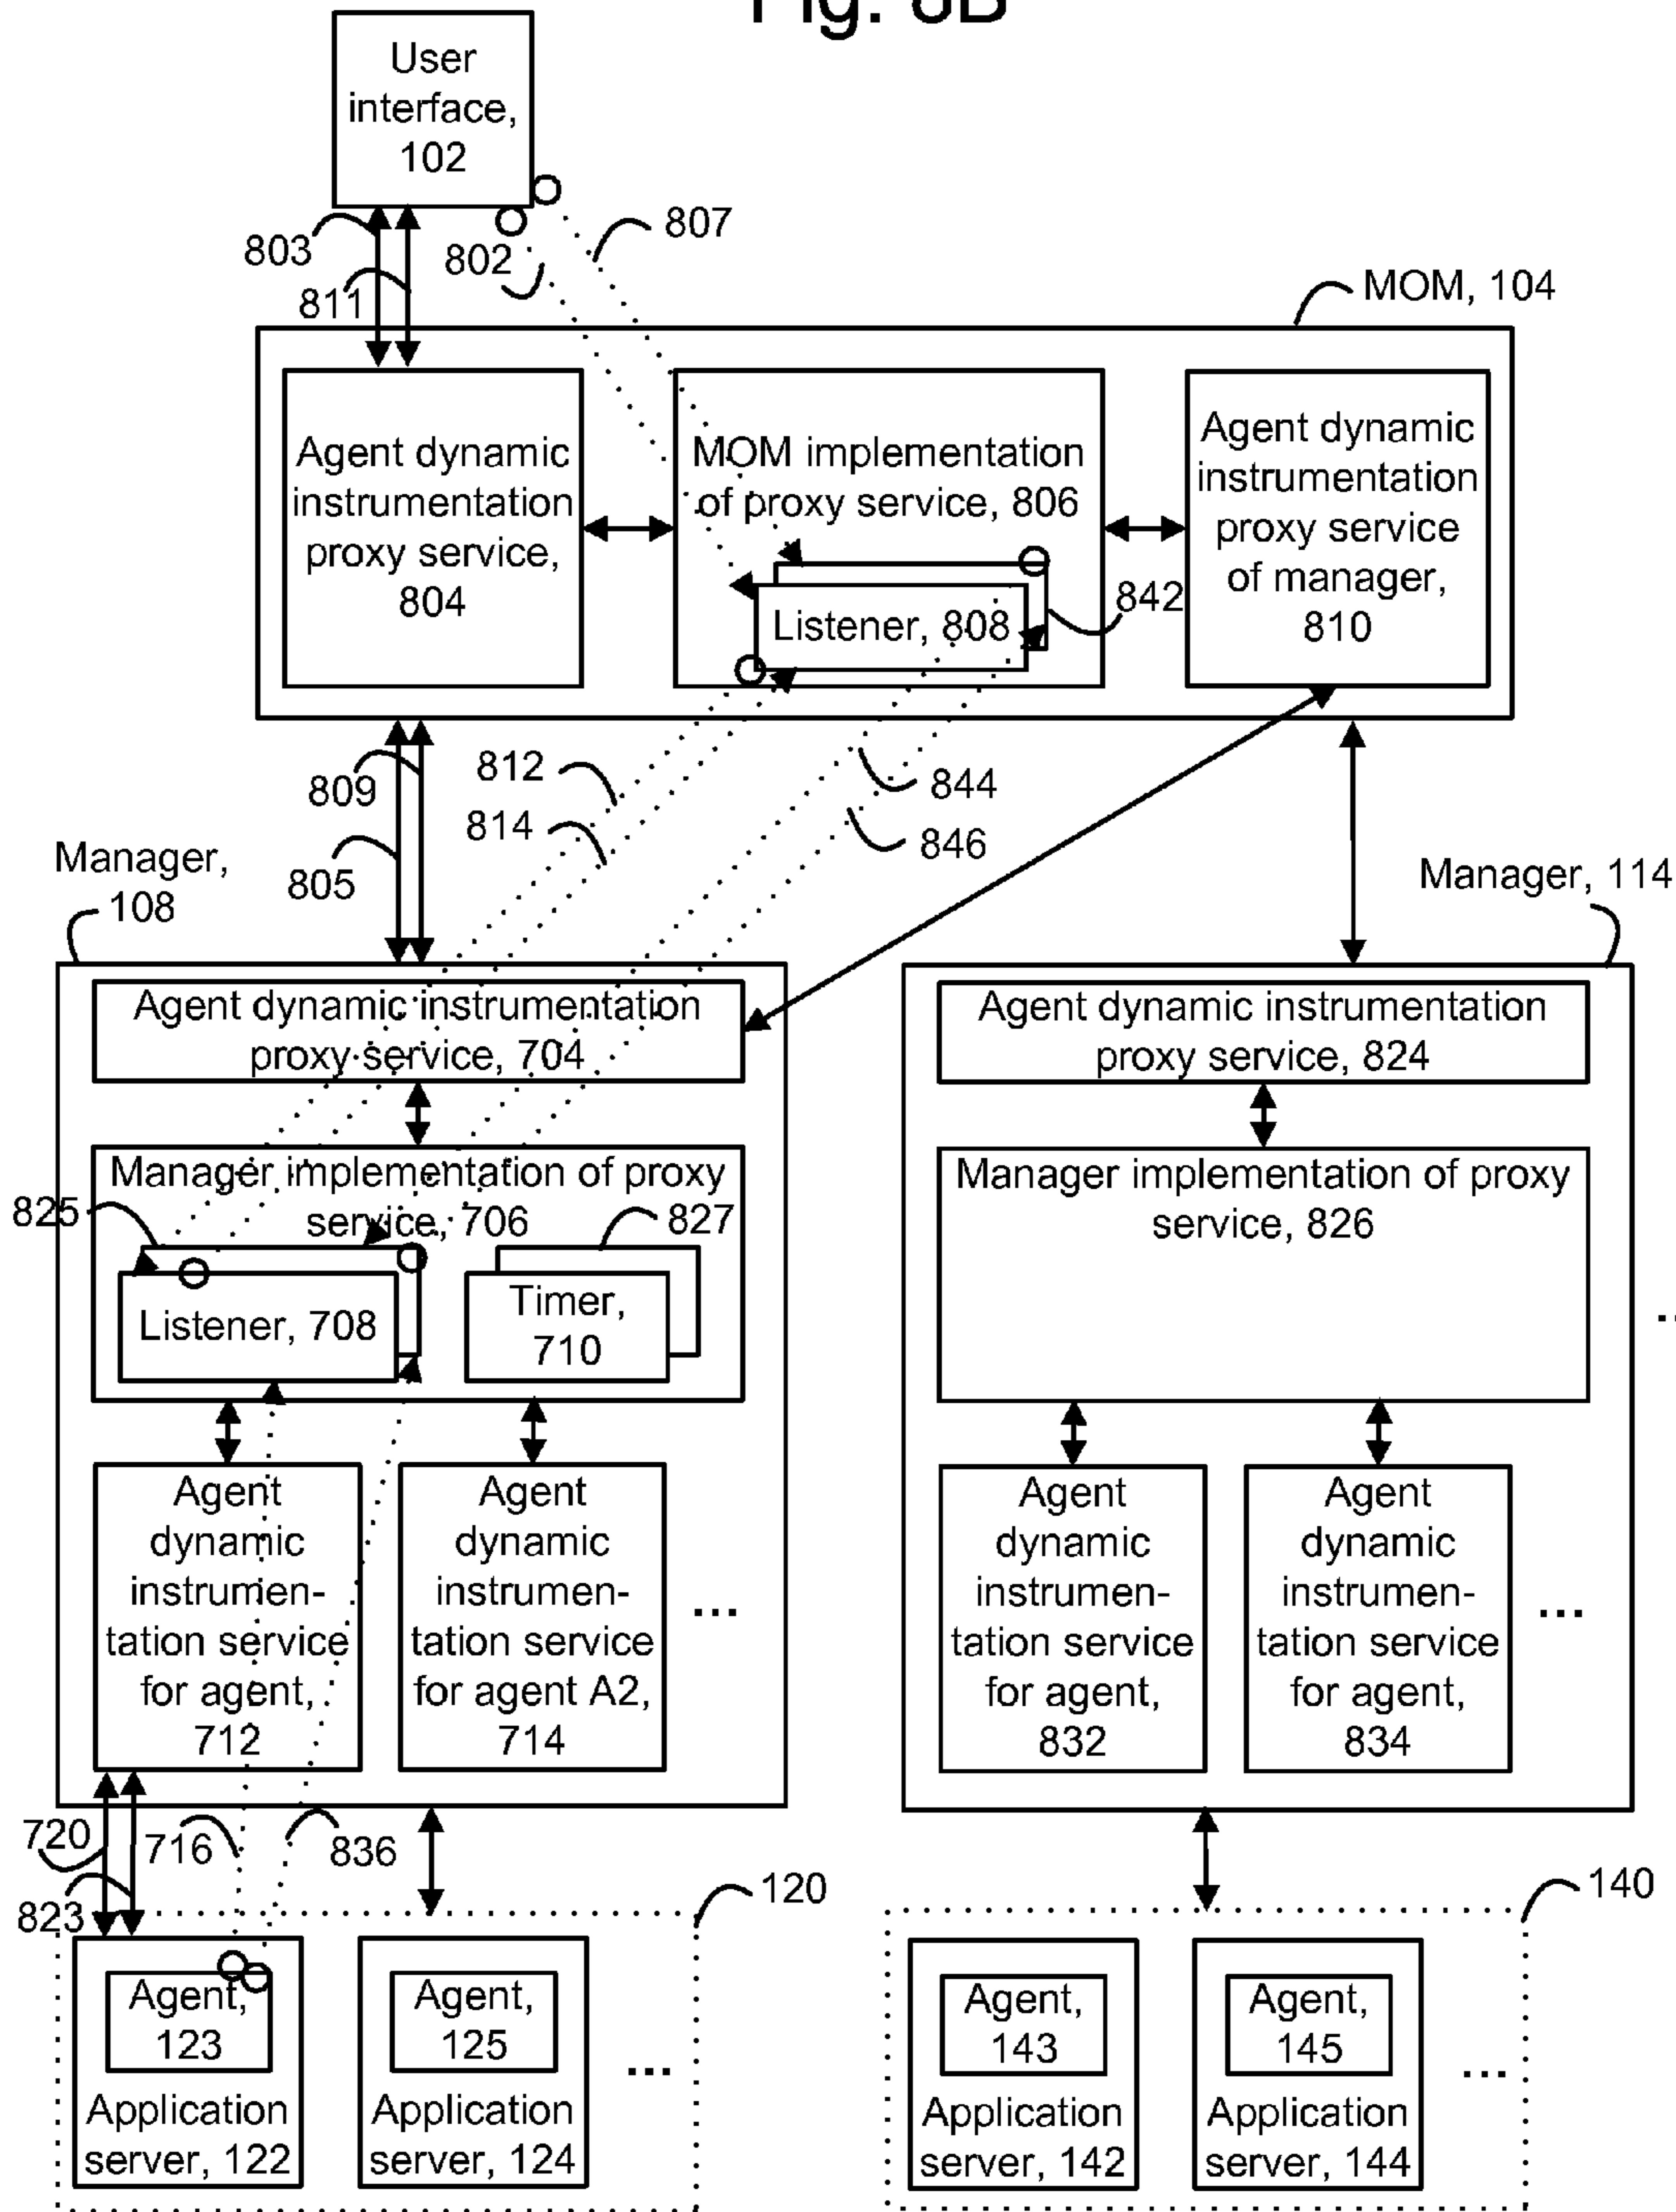 Fig. 8B
User
interface,
102
803
811
802
807
MOM, 104
Agent dynamic
instrumentation
proxy service,
804
MOM implementation
of proxy service, 806
Listener, 808
842
Agent dynamic
instrumentation
proxy service
of manager,
810
809
805
812
814
844
846
Manager,
108
Manager, 114
Agent dynamic instrumentation
proxy service, 704
Manager implementation of proxy
service, 706
825
827
Listener, 708
Timer,
710
Agent
dynamic
instrumen-
tation service
for agent,
712
Agent
dynamic
instrumen-
tation service
for agent A2,
714
...
Agent dynamic instrumentation
proxy service, 824
Manager implementation of proxy
service, 826
..
Agent
dynamic
instrumen-
tation service
for agent,
832
Agent
dynamic
instrumen-
tation service
for agent,
834
...
720
716
836
823
120
140
Agent,
123
Application
server, 122
Agent,
125
Application
server, 124
...
Agent,
143
Application
server, 142
Agent,
145
Application
server, 144
...